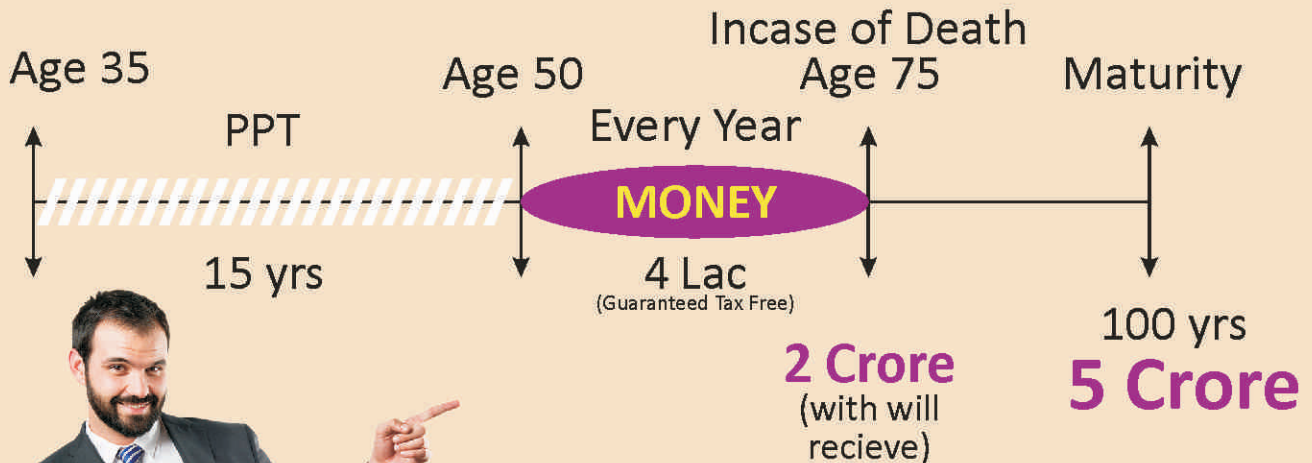 Age 35
Age 50
Incase of Death
Age 75
Maturity
PPT
Every Year
MONEY
15 yrs
4 Lac
(Guaranteed Tax Free)
2 Crore
(with will
recieve)
100 yrs
5 Crore